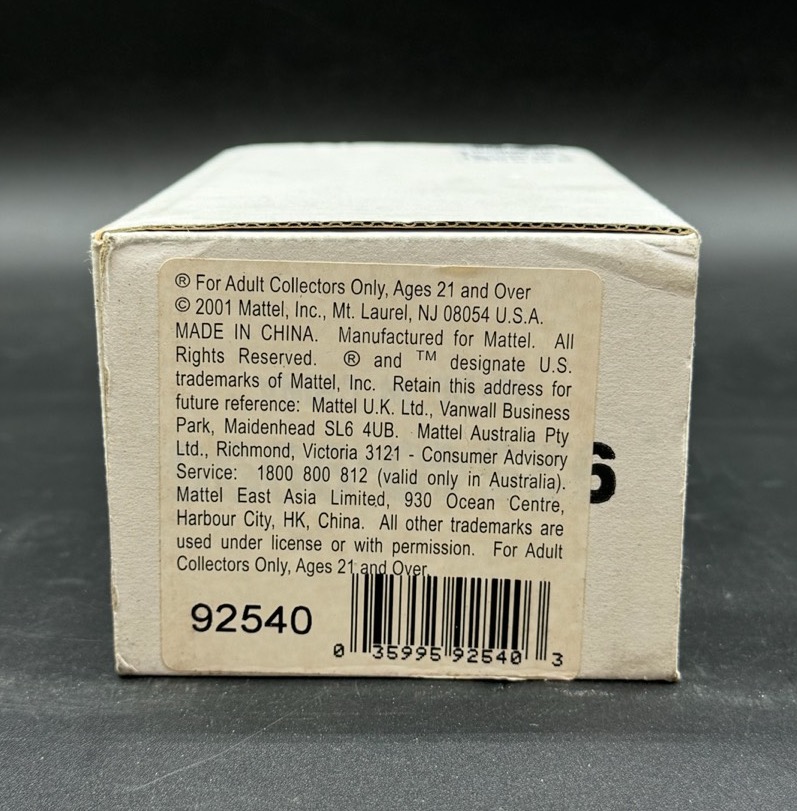 ® For Adult Collectors Only, Ages 21 and Over
© 2001 Mattel, Inc., Mt. Laurel, NJ 08054 U.S.A.
MADE IN CHINA. Manufactured for Mattel. All
Rights Reserved. ® and ™ designate U.S.
trademarks of Mattel, Inc. Retain this address for
future reference: Mattel U.K. Ltd., Vanwall Business
Park, Maidenhead SL6 4UB. Mattel Australia Pty
Ltd., Richmond, Victoria 3121 - Consumer Advisory
Service: 1800 800 812 (valid only in Australia).
Mattel East Asia Limited, 930 Ocean Centre,
Harbour City, HK, China. All other trademarks are
used under license or with permission. For Adult
Collectors Only, Ages 21 and Over.
92540
0 35995 92540 3